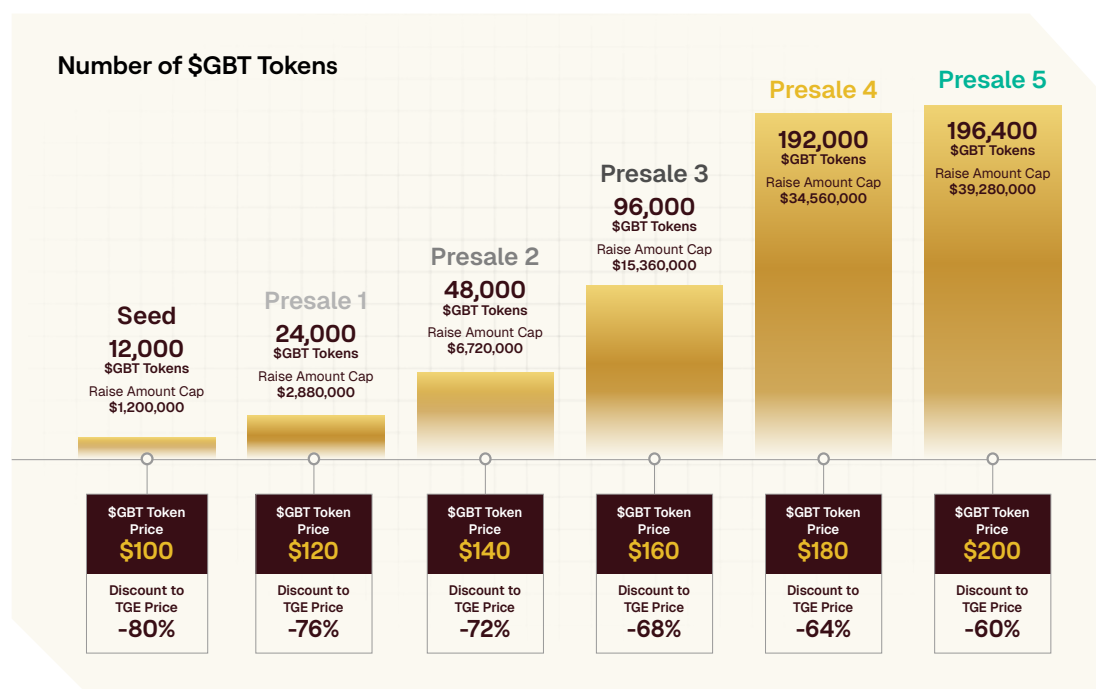 Number of $GBT Tokens
Seed
12,000
$GBT Tokens
Raise Amount Cap
$1,200,000
$GBT Token
Price
$100
Discount to
TGE Price
-80%
Presale 1
24,000
$GBT Tokens
Raise Amount Cap
$2,880,000
$GBT Token
Price
$120
Discount to
TGE Price
-76%
Presale 2
48,000
$GBT Tokens
Raise Amount Cap
$6,720,000
$GBT Token
Price
$140
Discount to
TGE Price
-72%
Presale 3
96,000
$GBT Tokens
Raise Amount Cap
$15,360,000
$GBT Token
Price
$160
Discount to
TGE Price
-68%
Presale 4
192,000
$GBT Tokens
Raise Amount Cap
$34,560,000
$GBT Token
Price
$180
Discount to
TGE Price
-64%
Presale 5
196,400
$GBT Tokens
Raise Amount Cap
$39,280,000
$GBT Token
Price
$200
Discount to
TGE Price
-60%